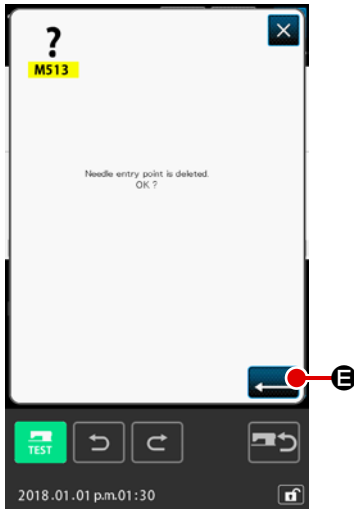 ?
M513
Needle entry point is deleted.
OK ?
E
TEST
2018.01.01 p.m.01:30